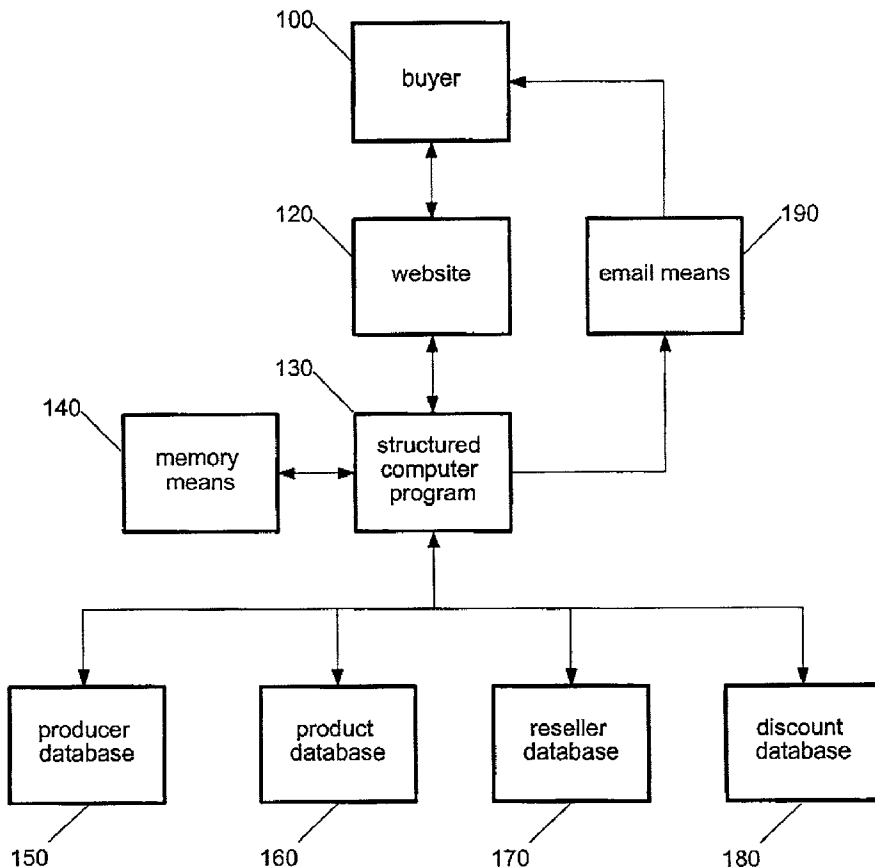 100
buyer
120
190
website
email means
130
140
structured
computer
program
memory
means
producer
database
product
database
reseller
database
discount
database
150
160
170
180